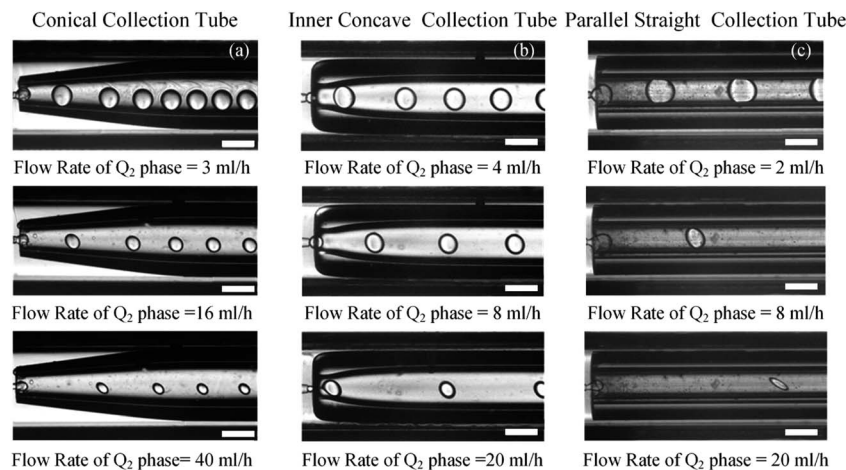 Conical Collection Tube
Inner Concave Collection Tube
Parallel Straight Collection Tube
(a)
(b)
(c)
Flow Rate of Q₂ phase = 3 ml/h
Flow Rate of Q₂ phase = 4 ml/h
Flow Rate of Q₂ phase = 2 ml/h
Flow Rate of Q₂ phase =16 ml/h
Flow Rate of Q₂ phase = 8 ml/h
Flow Rate of Q₂ phase = 8 ml/h
Flow Rate of Q₂ phase= 40 ml/h
Flow Rate of Q₂ phase =20 ml/h
Flow Rate of Q₂ phase = 20 ml/h